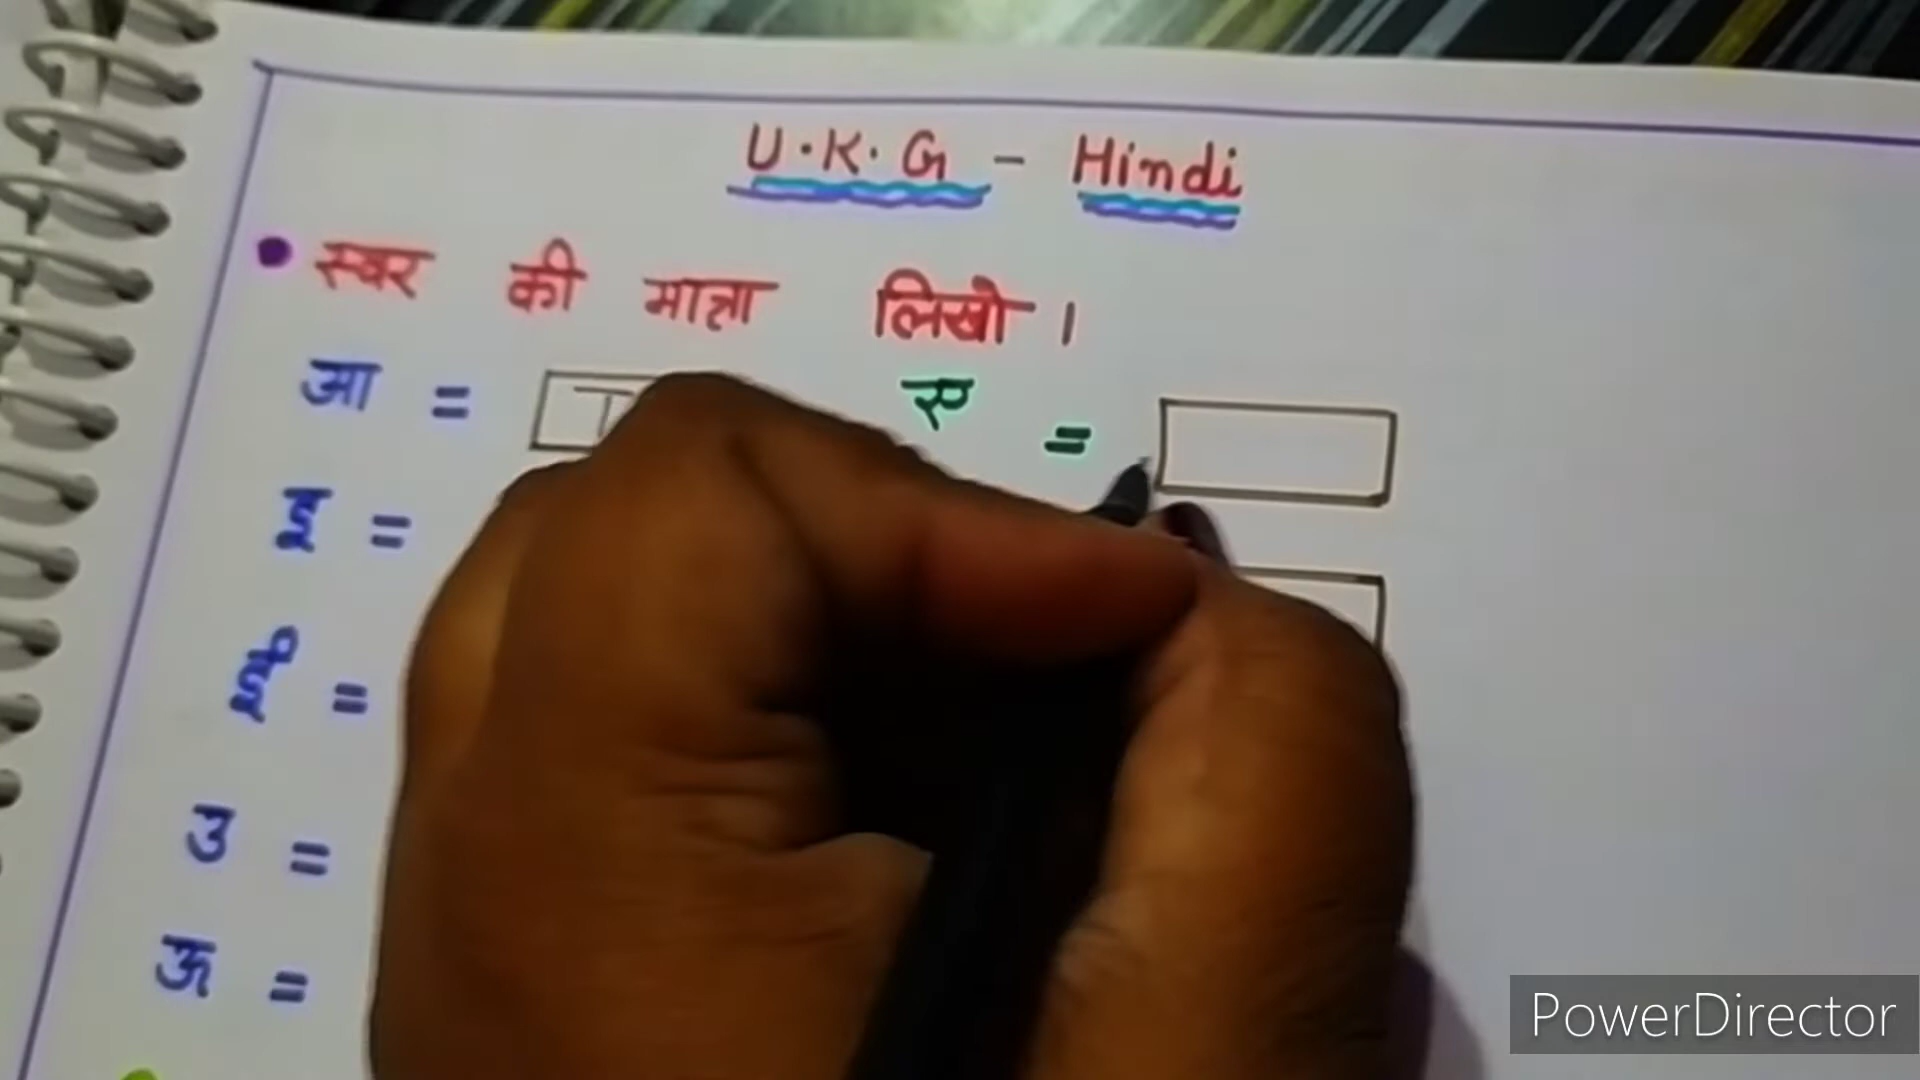 U.K.G - Hindi
• स्वर की मात्रा लिखो ।
आ = ा
ऋ =
इ =
ई =
उ =
ऊ =
PowerDirector